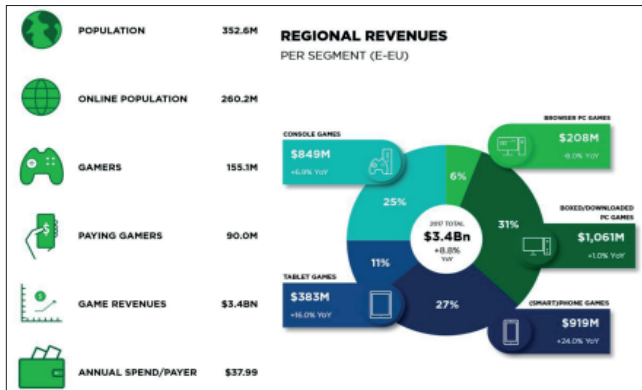 POPULATION 352.6M
ONLINE POPULATION 260.2M
GAMERS 155.1M
PAYING GAMERS 90.0M
GAME REVENUES $3.4BN
ANNUAL SPEND/PAYER $37.99
REGIONAL REVENUES
PER SEGMENT (E-EU)
BROWSER PC GAMES
$208M
-8.0% YoY
CONSOLE GAMES
$849M
+6.9% YoY
6%
25%
31%
11%
27%
2017 TOTAL
$3.4Bn
+8.8%
YoY
BOXED/DOWNLOADED
PC GAMES
$1,061M
+1.0% YoY
TABLET GAMES
$383M
+16.0% YoY
(SMART)PHONE GAMES
$919M
+24.0% YoY